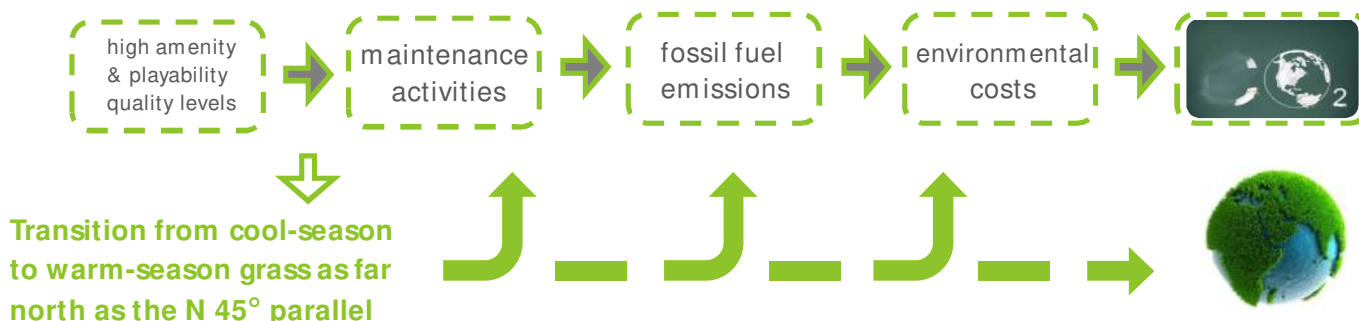 high amenity
& playability
quality levels
maintenance
activities
fossil fuel
emissions
environmental
costs
CO2
Transition from cool-season
to warm-season grass as far
north as the N 45° parallel